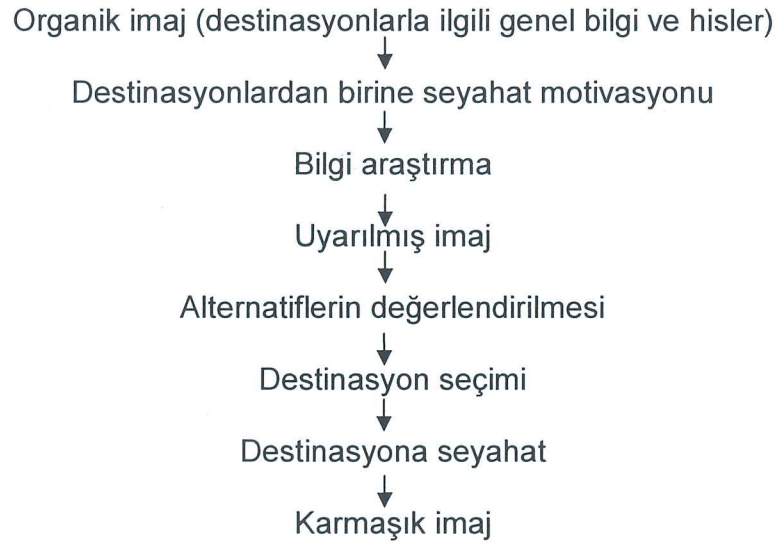 Organik imaj (destinasyonlarla ilgili genel bilgi ve hisler)
Destinasyonlardan birine seyahat motivasyonu
Bilgi araştırma
Uyarılmış imaj
Alternatiflerin değerlendirilmesi
Destinasyon seçimi
Destinasyona seyahat
Karmaşık imaj